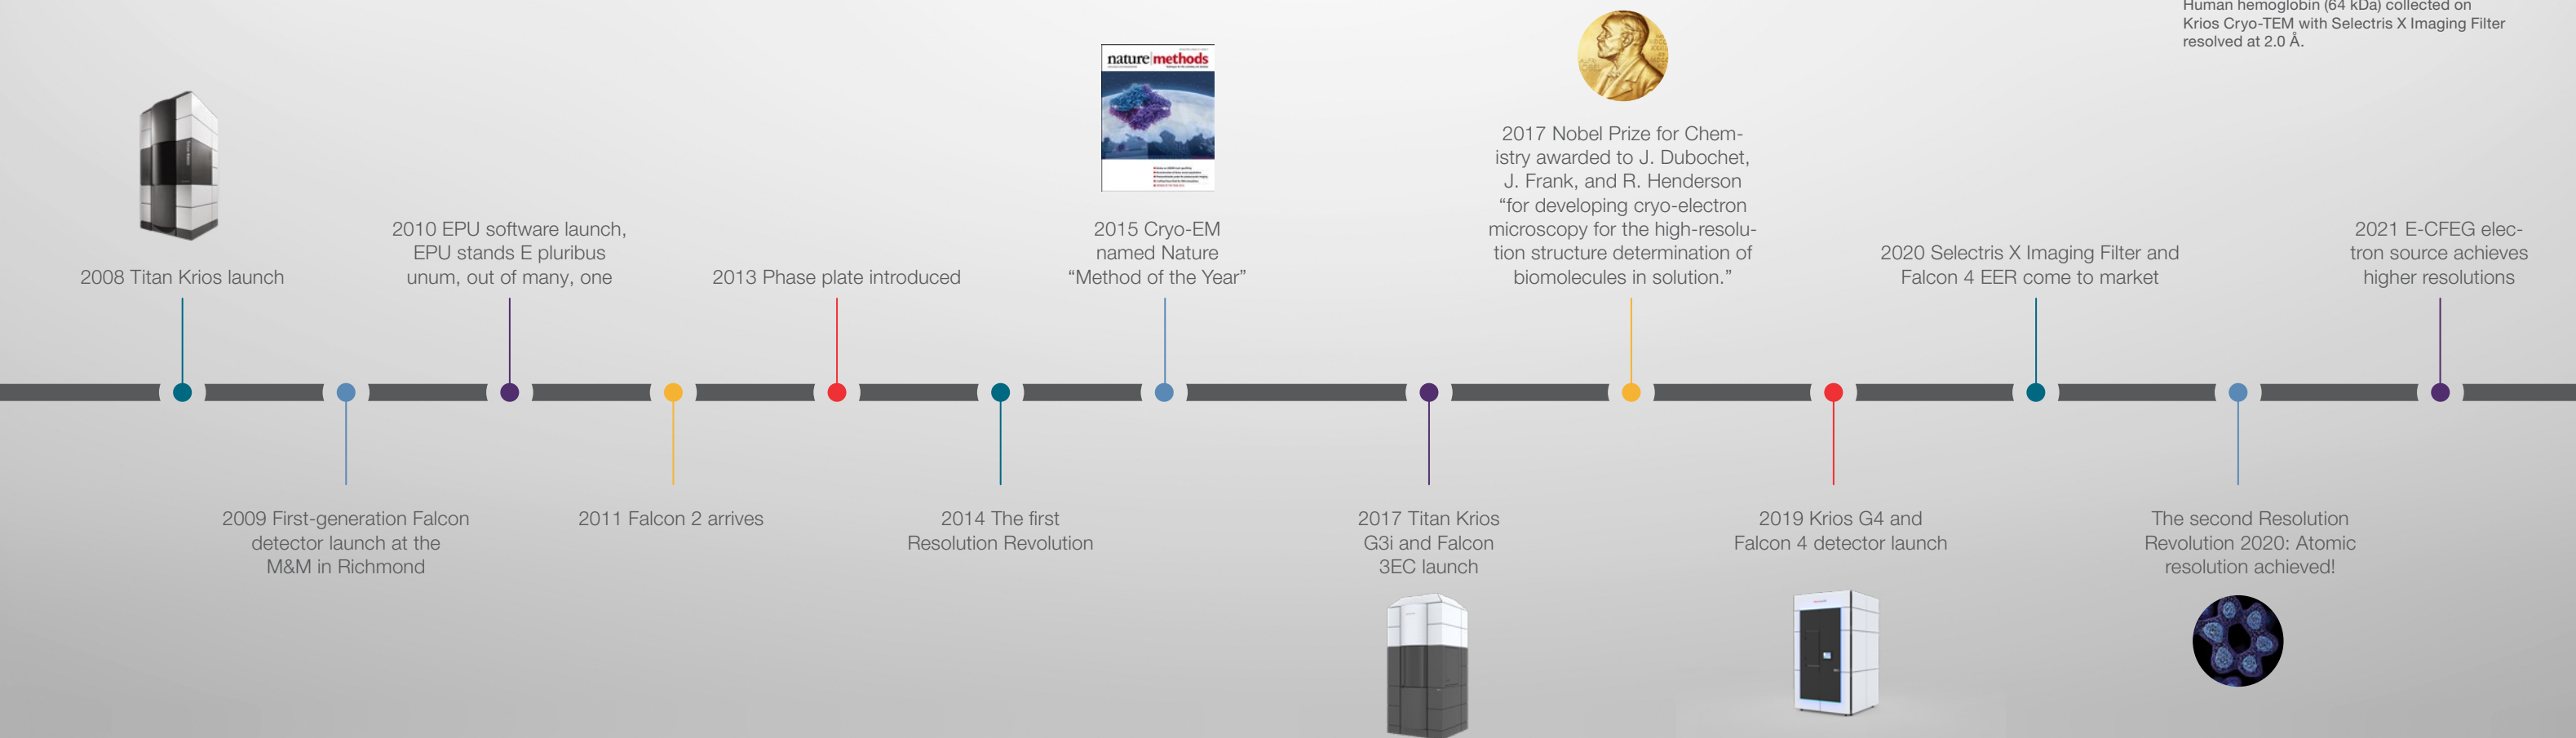 Human hemoglobin (64 kDa) collected on
Krios Cryo-TEM with Selectris X Imaging Filter
resolved at 2.0 Å.
nature methods
2008 Titan Krios launch
2009 First-generation Falcon
detector launch at the
M&M in Richmond
2010 EPU software launch,
EPU stands E pluribus
unum, out of many, one
2011 Falcon 2 arrives
2013 Phase plate introduced
2014 The first
Resolution Revolution
2015 Cryo-EM
named Nature
“Method of the Year”
2017 Titan Krios
G3i and Falcon
3EC launch
2017 Nobel Prize for Chem-
istry awarded to J. Dubochet,
J. Frank, and R. Henderson
“for developing cryo-electron
microscopy for the high-resolu-
tion structure determination of
biomolecules in solution.”
2019 Krios G4 and
Falcon 4 detector launch
2020 Selectris X Imaging Filter and
Falcon 4 EER come to market
The second Resolution
Revolution 2020: Atomic
resolution achieved!
2021 E-CFEG elec-
tron source achieves
higher resolutions